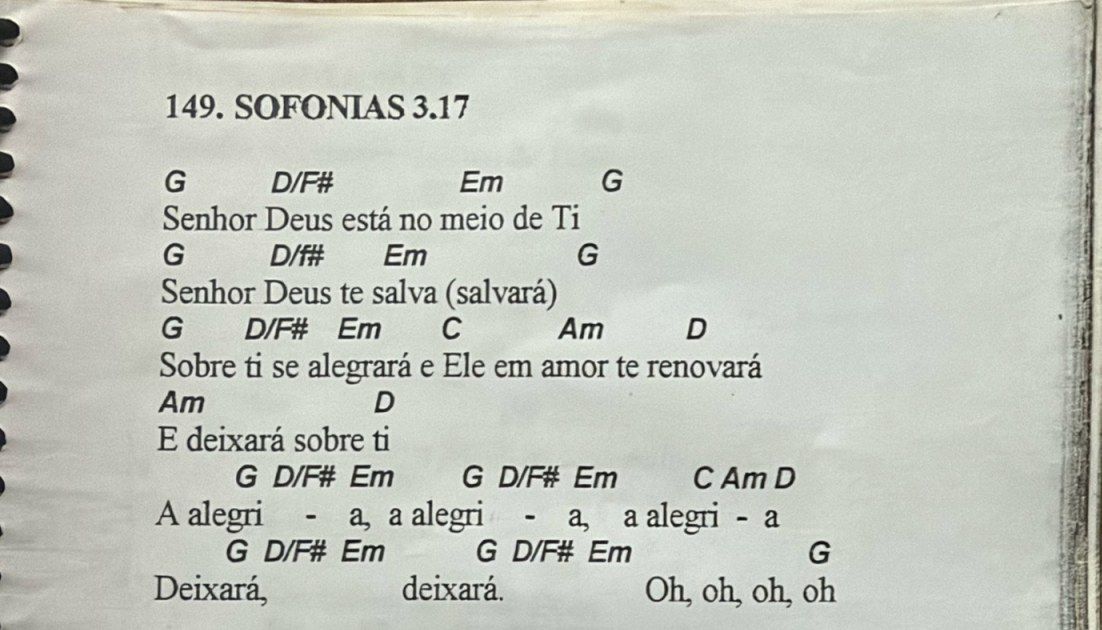 149. SOFONIAS 3.17
G D/F# Em G
Senhor Deus está no meio de Ti
G D/f# Em G
Senhor Deus te salva (salvará)
G D/F# Em C Am D
Sobre ti se alegrará e Ele em amor te renovará
Am D
E deixará sobre ti
G D/F# Em G D/F# Em C Am D
A alegri - a, a alegri - a, a alegri - a
G D/F# Em G D/F# Em G
Deixará, deixará. Oh, oh, oh, oh